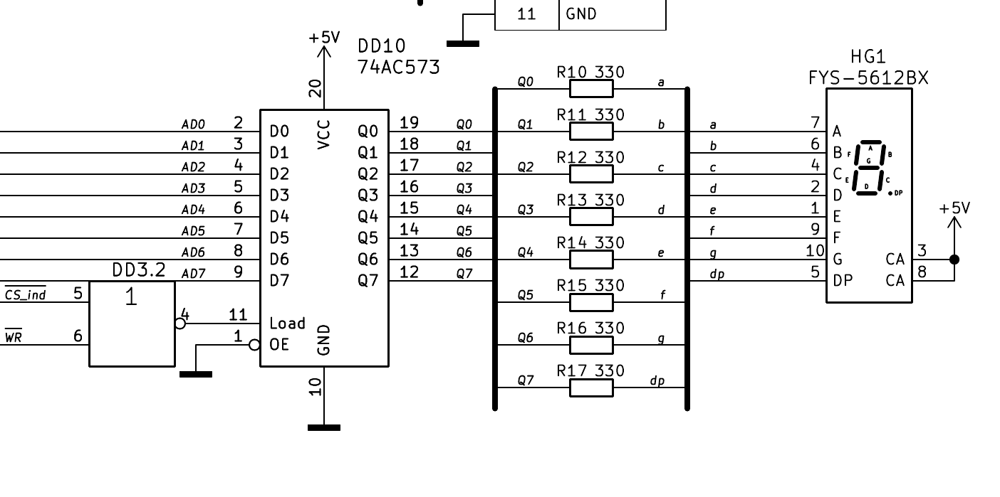 11 GND
+5V
DD10
74AC573
20
HG1
FYS-5612BX
Q0 R10 330 a
AD0 2 D0 VCC Q0 19 Q0
Q1 R11 330 b
a 7 A
AD1 3 D1 Q1 18 Q1
b 6 B
AD2 4 D2 Q2 17 Q2
Q2 R12 330 c
c 4 C
AD3 5 D3 Q3 16 Q3
d 2 D
AD4 6 D4 Q4 15 Q4
Q3 R13 330 d
e 1 E
AD5 7 D5 Q5 14 Q5
f 9 F
AD6 8 D6 Q6 13 Q6
Q4 R14 330 e
g 10 G CA 3
AD7 9 D7 Q7 12 Q7
dp 5 DP CA 8
A
F B
G
E C
D
DP
+5V
DD3.2
CS_ind 5 1
4 11 Load
WR 6
1 OE GND
10
Q5 R15 330 f
Q6 R16 330 g
Q7 R17 330 dp